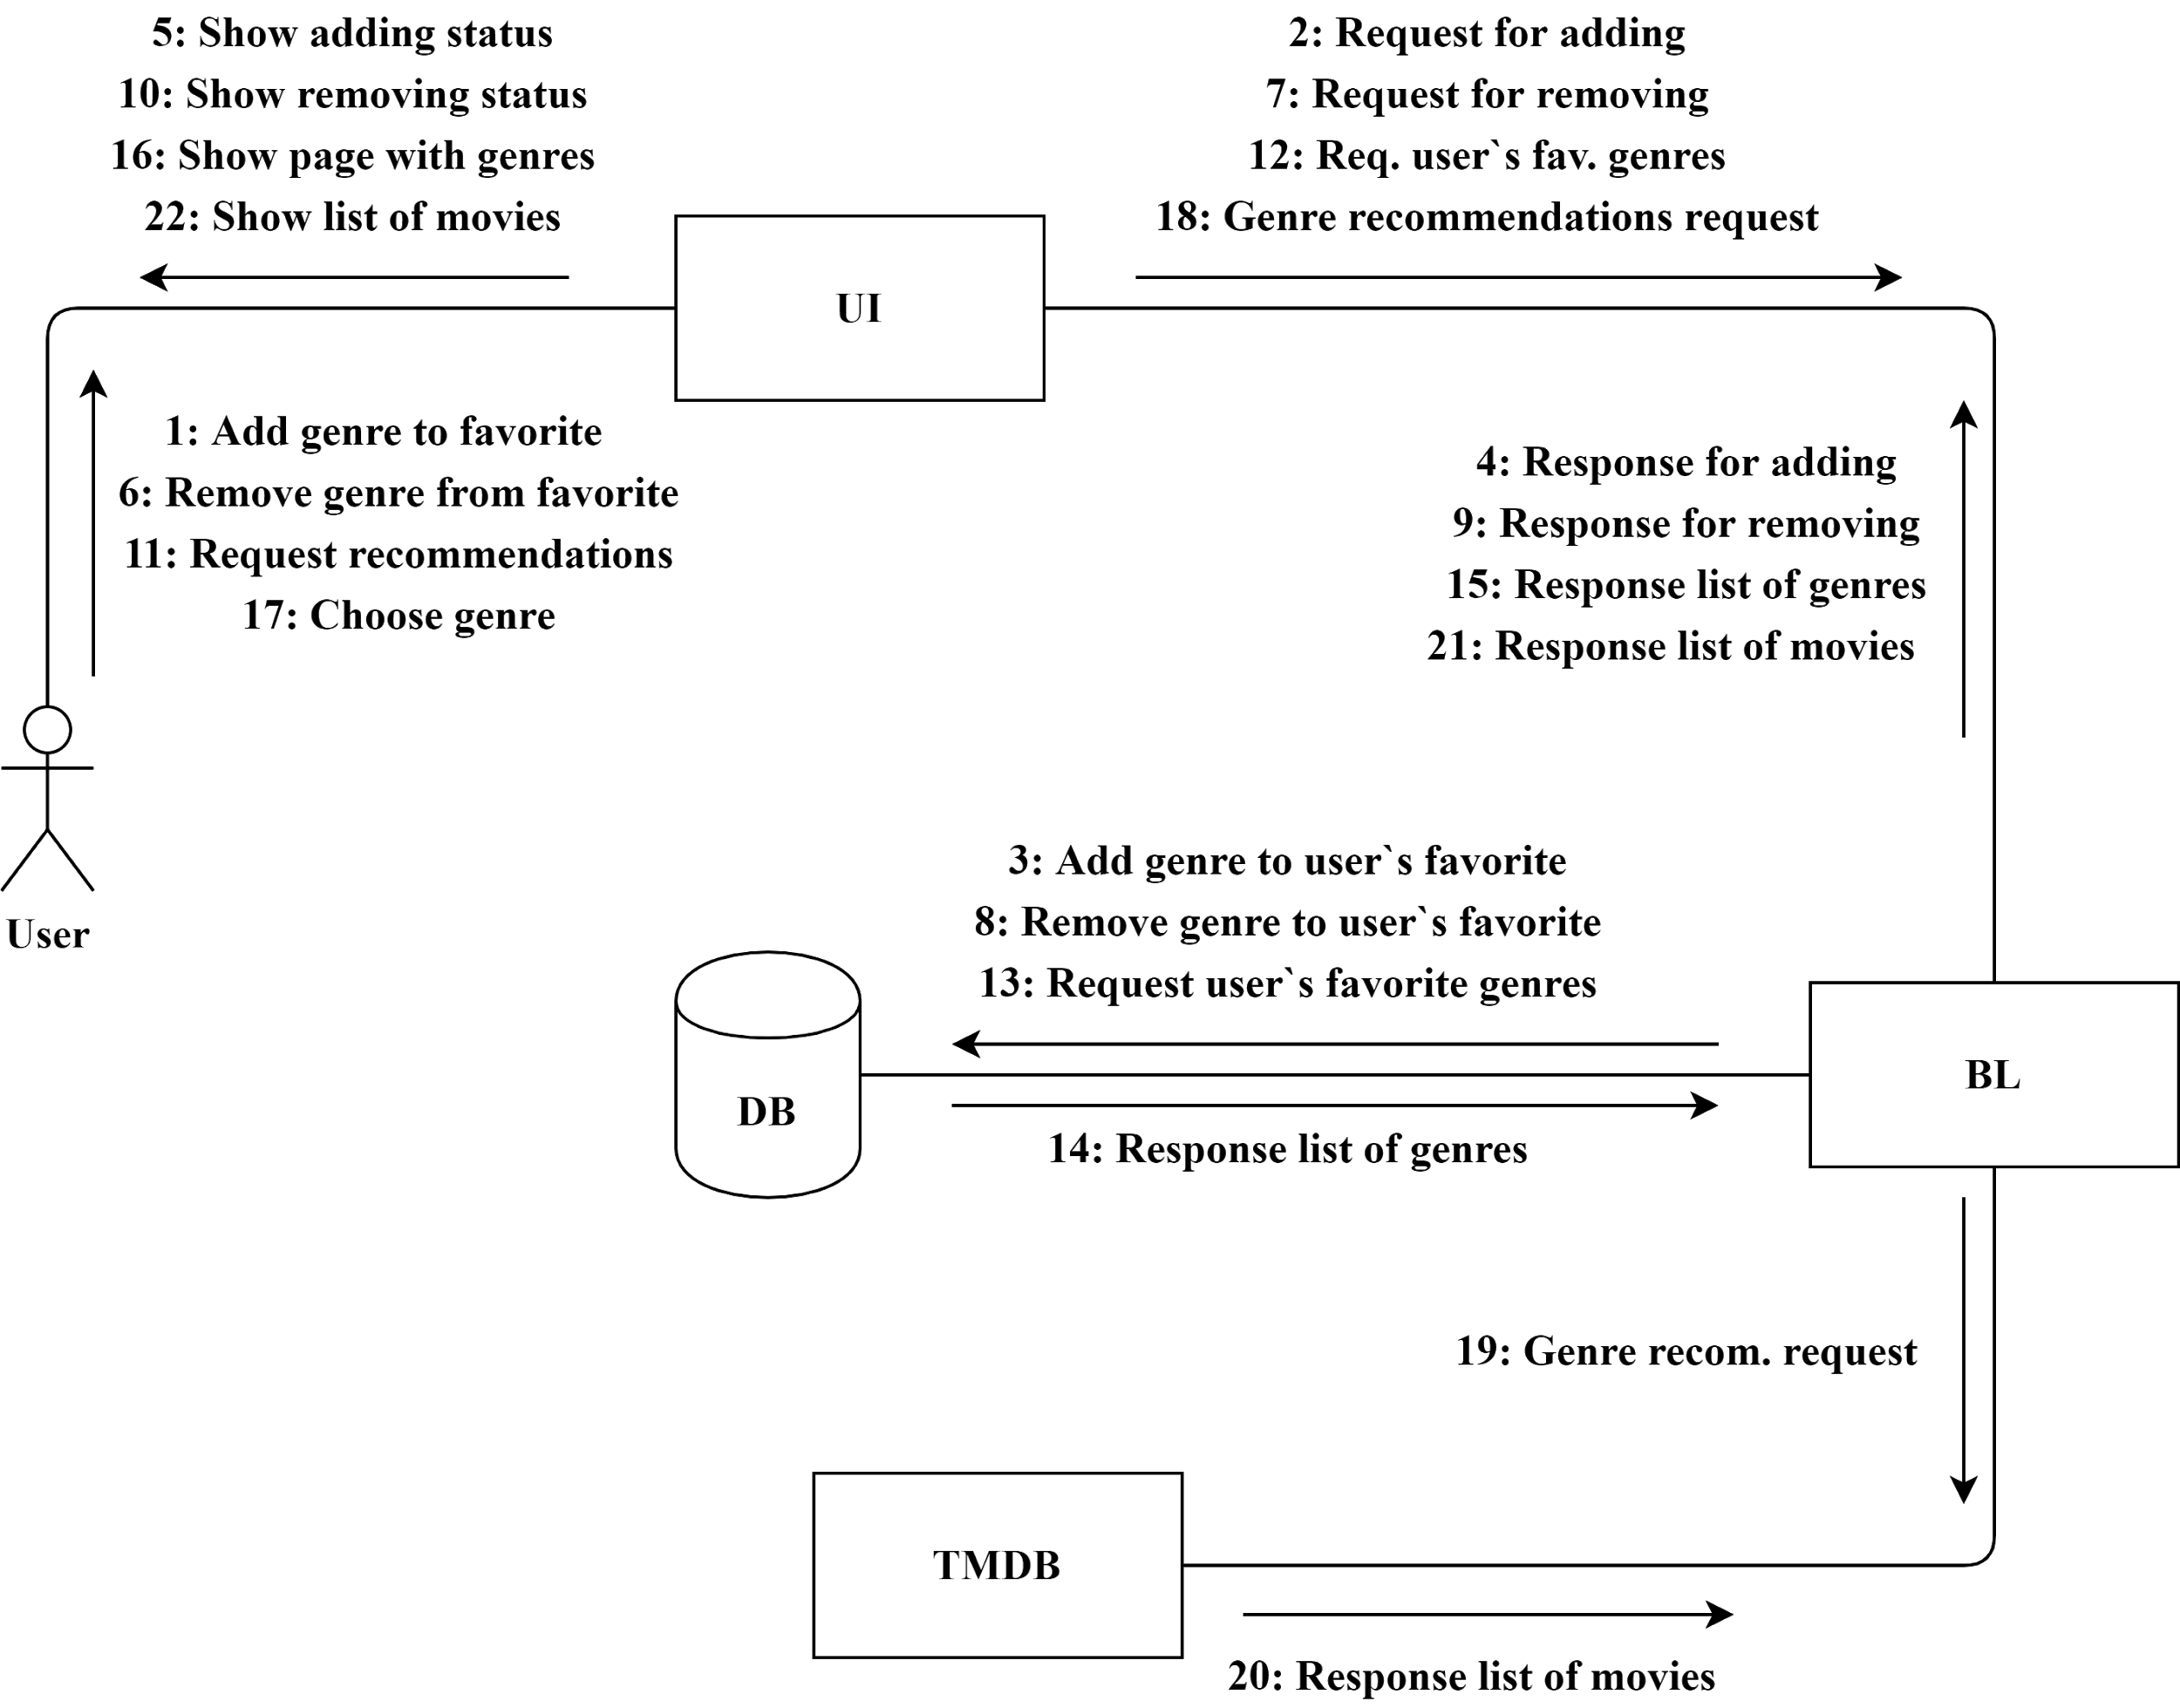 5: Show adding status
10: Show removing status
16: Show page with genres
22: Show list of movies
2: Request for adding
7: Request for removing
12: Req. user`s fav. genres
18: Genre recommendations request
UI
1: Add genre to favorite
6: Remove genre from favorite
11: Request recommendations
17: Choose genre
4: Response for adding
9: Response for removing
15: Response list of genres
21: Response list of movies
User
3: Add genre to user`s favorite
8: Remove genre to user`s favorite
13: Request user`s favorite genres
DB
BL
14: Response list of genres
19: Genre recom. request
TMDB
20: Response list of movies